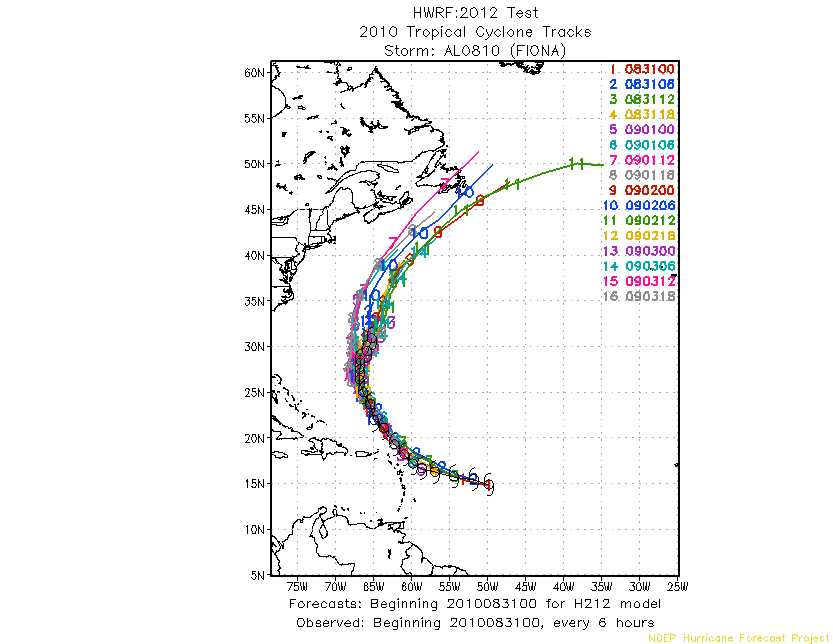 HWRF:2012 Test
2010 Tropical Cyclone Tracks
Storm: AL0810 (FIONA)
60N
55N
50N
45N
40N
35N
30N
25N
20N
15N
10N
5N
1 083100
2 083106
3 083112
4 083118
5 090100
6 090106
7 090112
8 090118
9 090200
10 090206
11 090212
12 090218
13 090300
14 090306
15 090312
16 090318
75W 70W 65W 60W 55W 50W 45W 40W 35W 30W 25W
Forecasts: Beginning 2010083100 for H212 model
Observed: Beginning 2010083100, every 6 hours
NCEP Hurricane Forecast Project